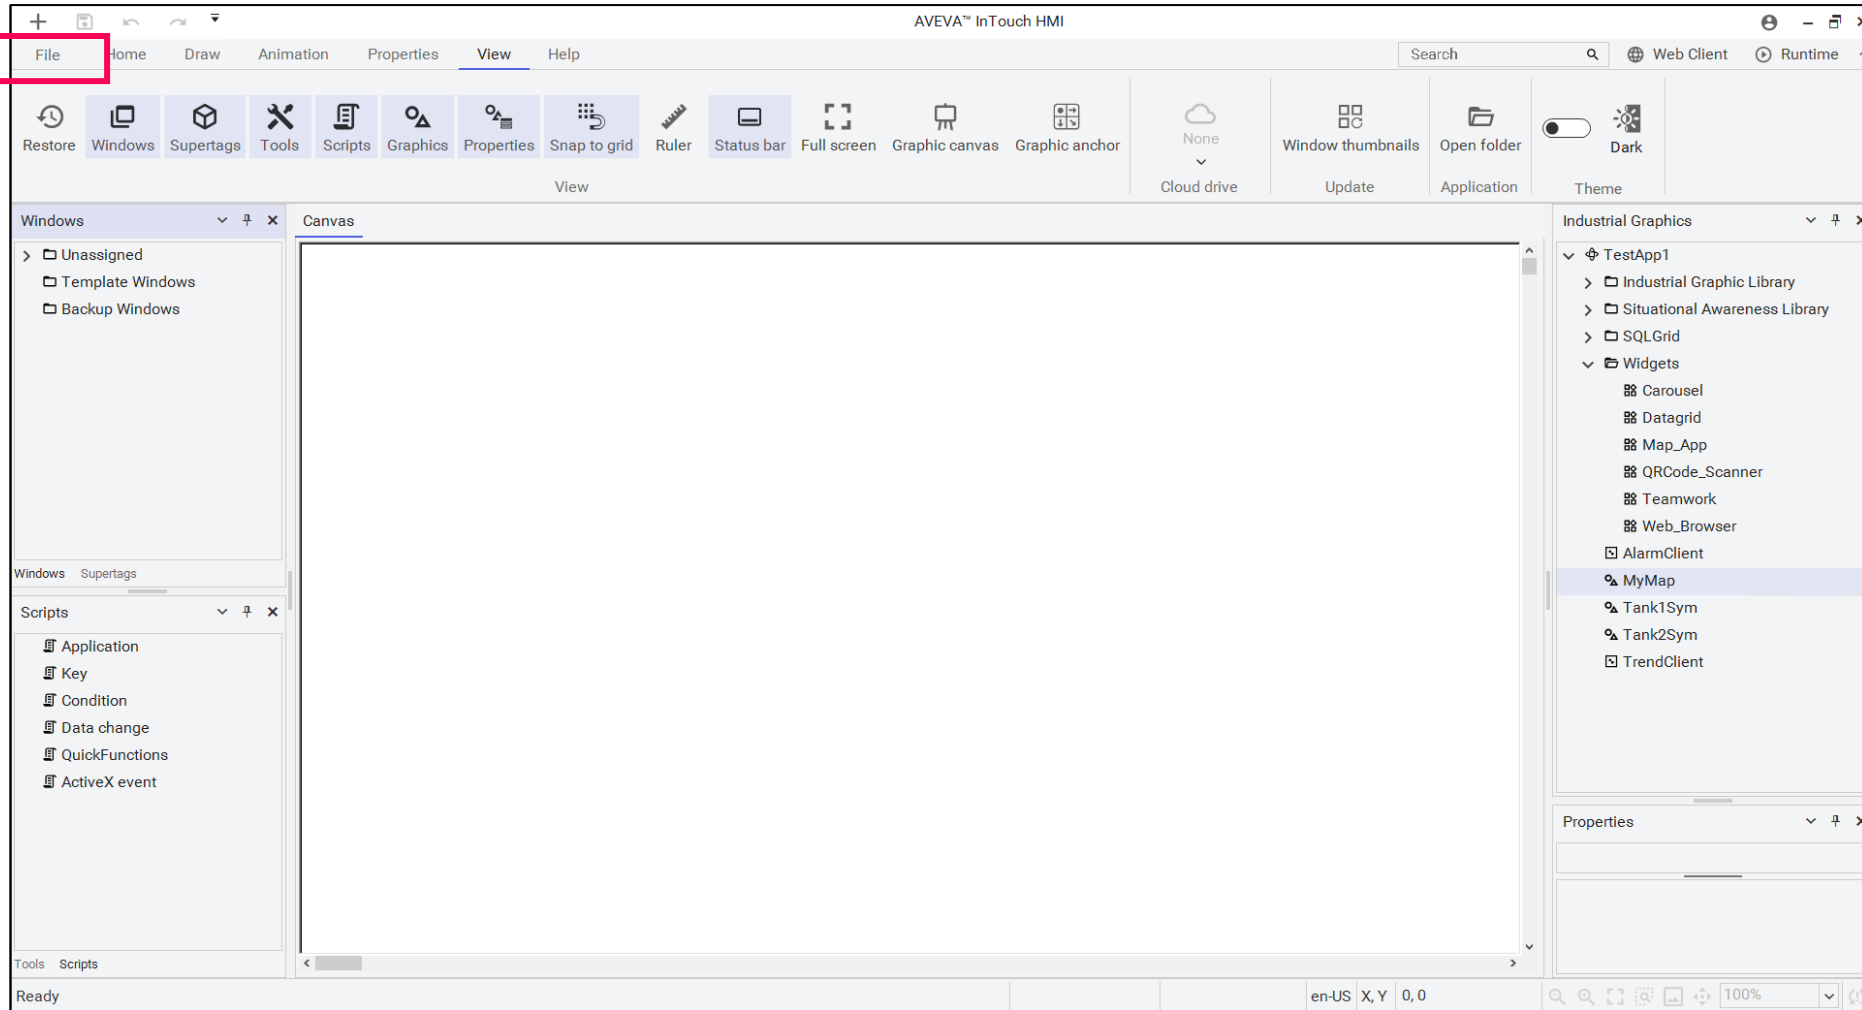 AVEVA™ InTouch HMI
File Home Draw Animation Properties View Help Search Web Client Runtime
Restore Windows Supertags Tools Scripts Graphics Properties Snap to grid Ruler Status bar Full screen Graphic canvas Graphic anchor None Window thumbnails Open folder Dark
View Cloud drive Update Application Theme
Windows
Unassigned
Template Windows
Backup Windows
Windows Supertags
Scripts
Application
Key
Condition
Data change
QuickFunctions
ActiveX event
Tools Scripts
Canvas
Industrial Graphics
TestApp1
Industrial Graphic Library
Situational Awareness Library
SQLGrid
Widgets
Carousel
Datagrid
Map_App
QRCode_Scanner
Teamwork
Web_Browser
AlarmClient
MyMap
Tank1Sym
Tank2Sym
TrendClient
Properties
Ready en-US X, Y 0, 0 100%